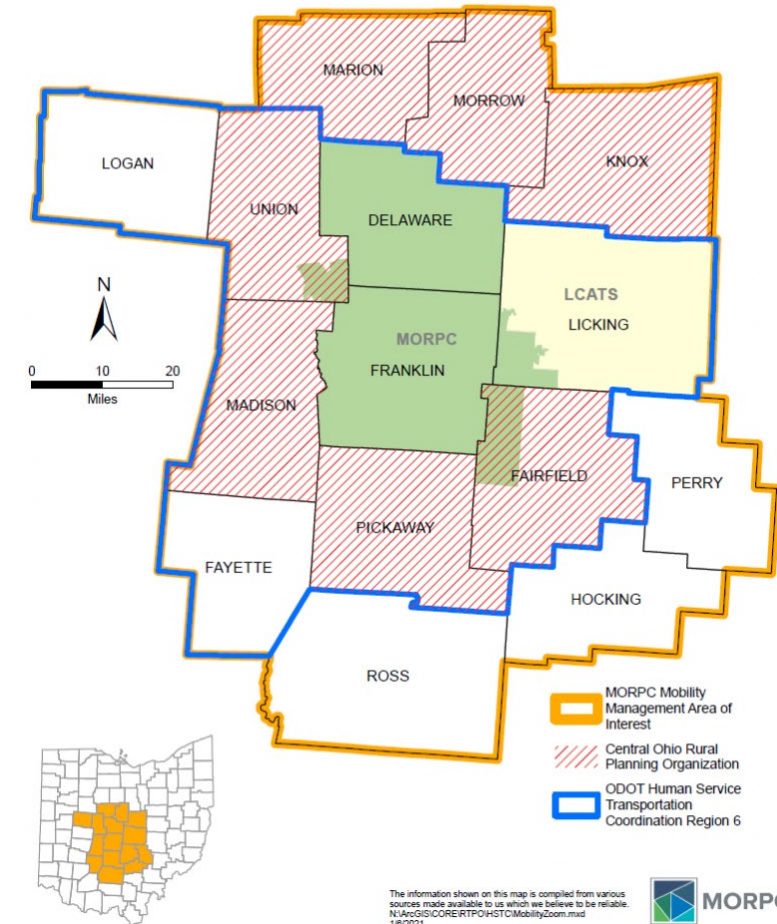 MARION
MORROW
LOGAN
KNOX
UNION
DELAWARE
N
LCATS
LICKING
MORPC
FRANKLIN
0 10 20
Miles
MADISON
FAIRFIELD
PERRY
PICKAWAY
FAYETTE
HOCKING
ROSS
MORPC Mobility
Management Area of
Interest
Central Ohio Rural
Planning Organization
ODOT Human Service
Transportation
Coordination Region 6
The information shown on this map is compiled from various
sources made available to us which we believe to be reliable.
N:\ArcGIS\CORE\RTPO\HSTC\MobilityZoom.mxd
1/6/2021
MORPC